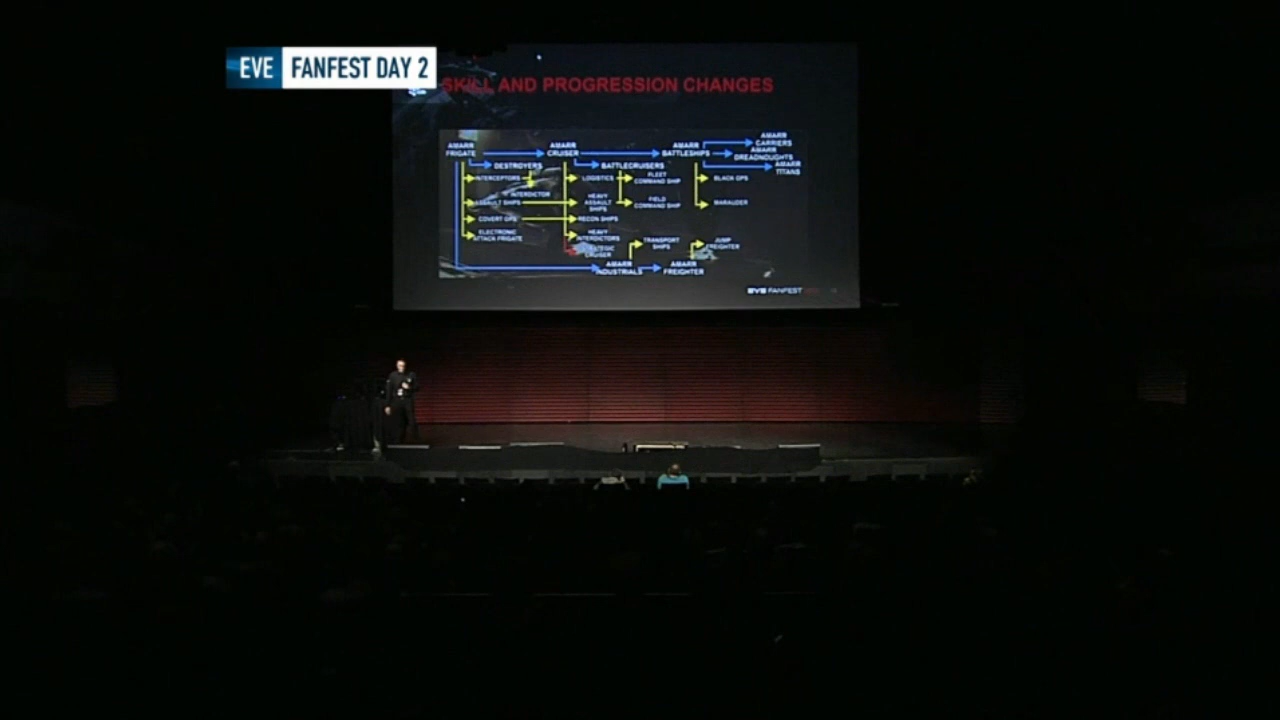 EVE FANFEST DAY 2
SKILL AND PROGRESSION CHANGES
AMARR
FRIGATE
AMARR
CRUISER
AMARR
BATTLESHIPS
AMARR
CARRIERS
AMARR
DREADNOUGHTS
AMARR
TITANS
DESTROYERS
BATTLECRUISERS
INTERCEPTORS
LOGISTICS
FLEET
COMMAND SHIP
BLACK OPS
INTERDICTOR
ASSAULT SHIPS
HEAVY
ASSAULT
SHIPS
FIELD
COMMAND SHIP
MARAUDER
COVERT OPS
RECON SHIPS
ELECTRONIC
ATTACK FRIGATE
HEAVY
INTERDICTORS
TRANSPORT
SHIPS
JUMP
FREIGHTER
CRUISER
AMARR
INDUSTRIALS
AMARR
FREIGHTER
EVE FANFEST